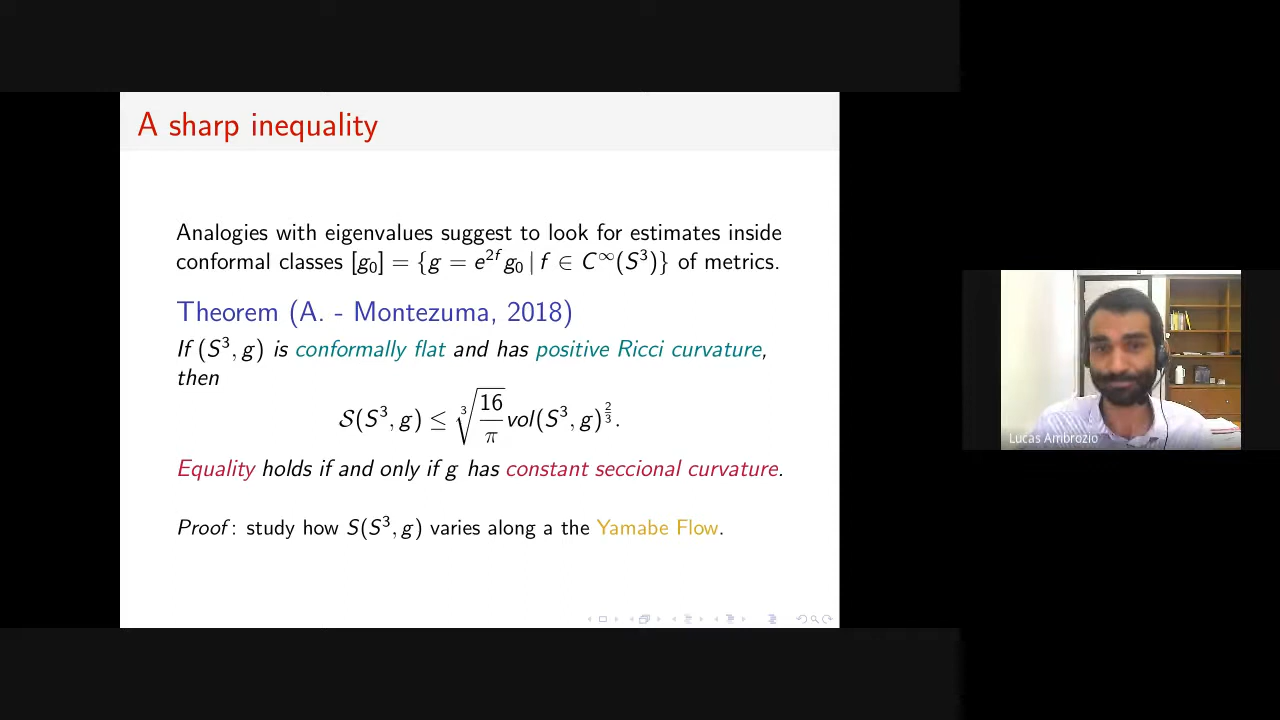 A sharp inequality
Analogies with eigenvalues suggest to look for estimates inside
conformal classes [g₀] = {g = e²ᶠg₀ | f ∈ C^∞(S³)} of metrics.
Theorem (A. - Montezuma, 2018)
If (S³, g) is conformally flat and has positive Ricci curvature,
then
𝒮(S³, g) ≤ ∛(16/π) vol(S³, g)^(2/3).
Equality holds if and only if g has constant seccional curvature.
Proof: study how S(S³, g) varies along a the Yamabe Flow.
Lucas Ambrozio